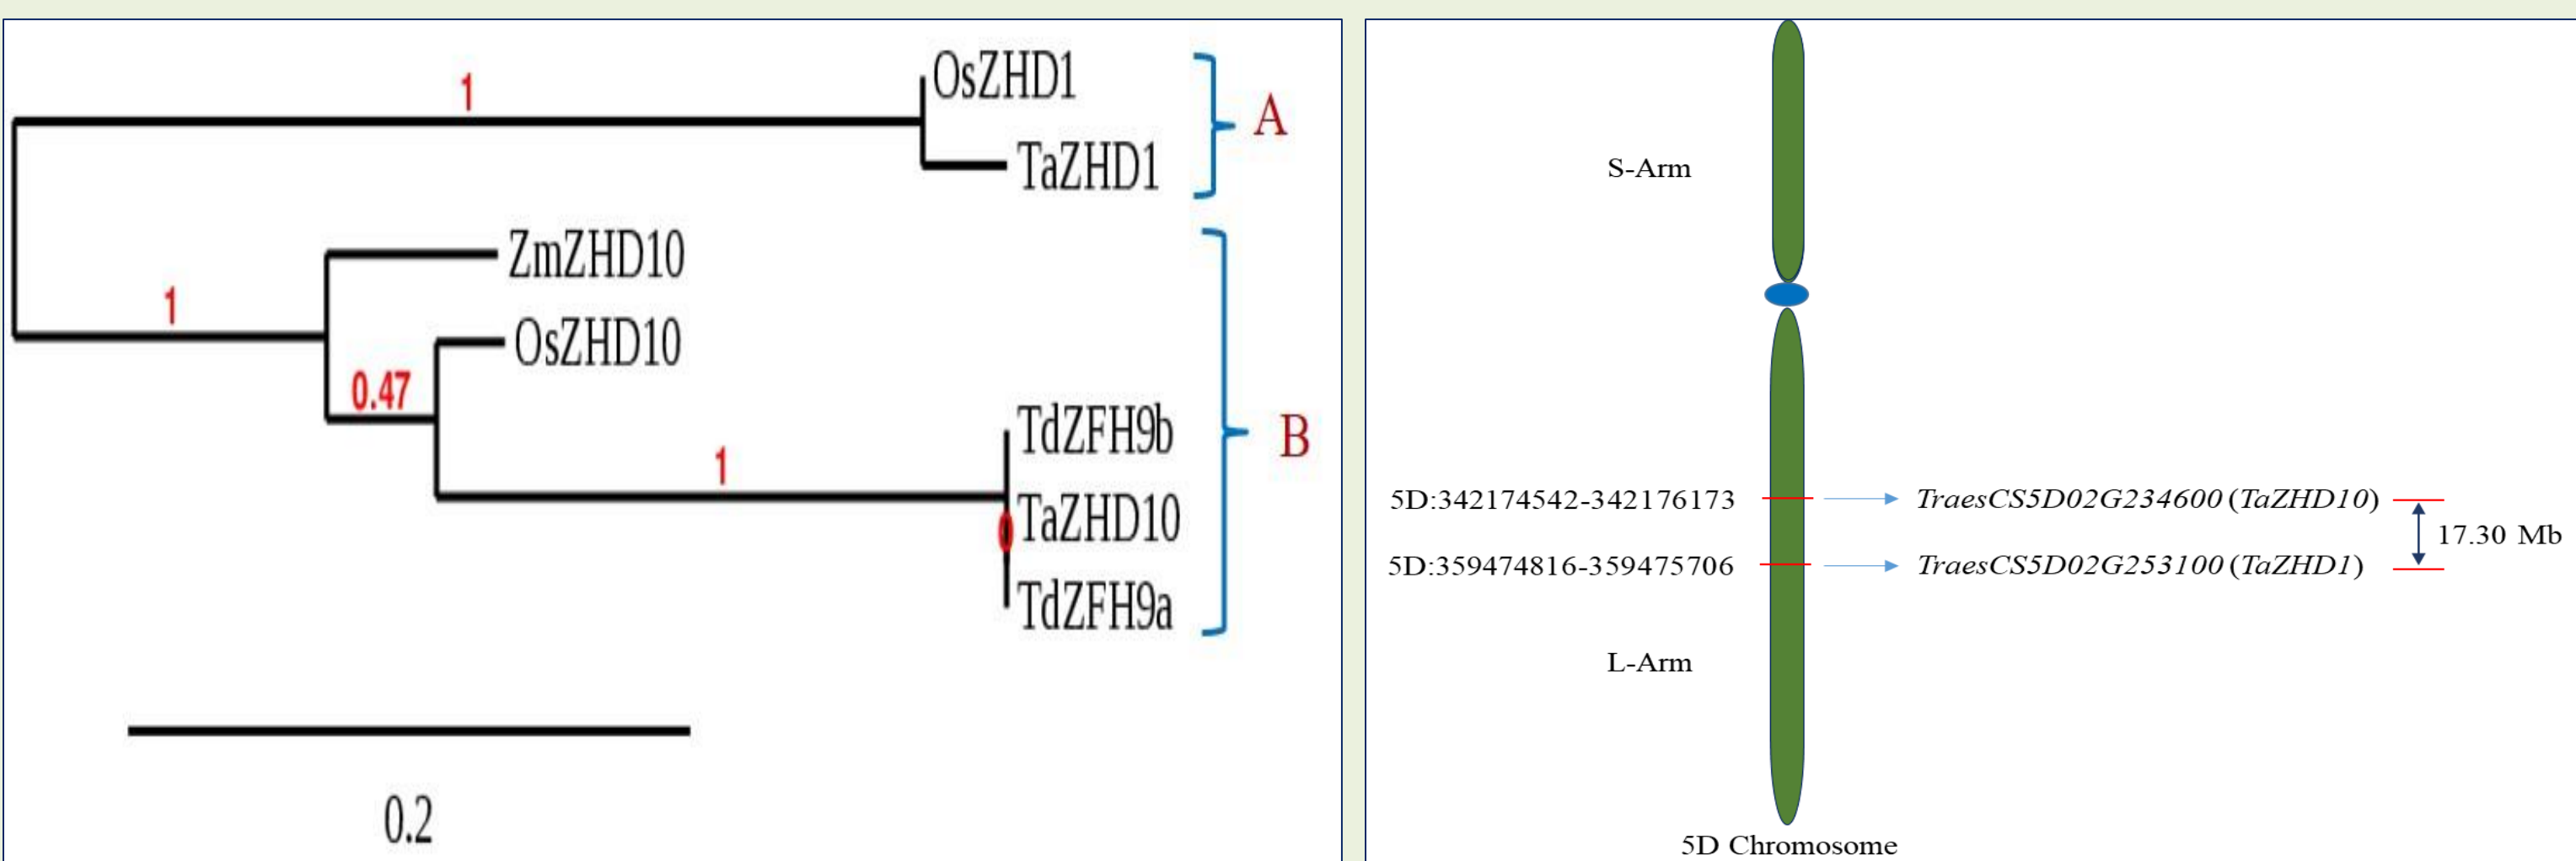 1
OsZHD1
TaZHD1
A
1
ZmZHD10
OsZHD10
0.47
1
TdZFH9b
TaZHD10
0
TdZFH9a
B
0.2
S-Arm
5D:342174542-342176173
TraesCS5D02G234600 (TaZHD10)
17.30 Mb
5D:359474816-359475706
TraesCS5D02G253100 (TaZHD1)
L-Arm
5D Chromosome